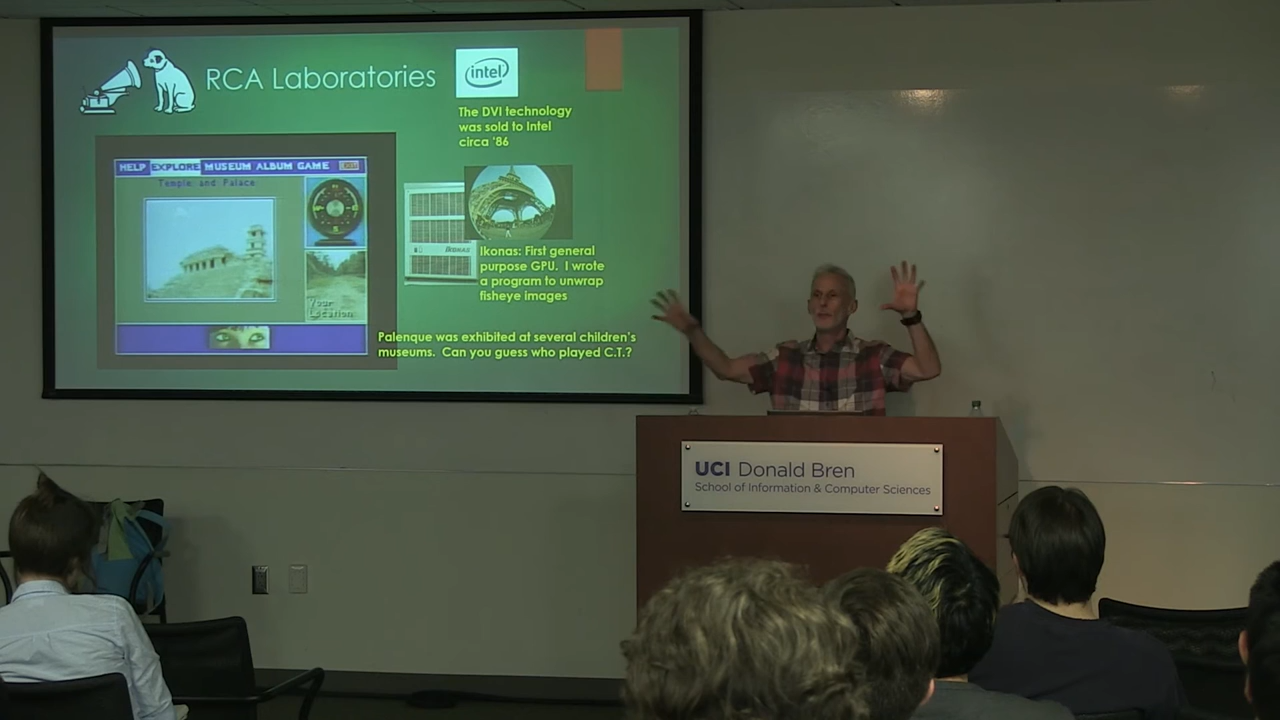 RCA Laboratories
intel
The DVI technology
was sold to Intel
circa '86
HELP EXPLORE MUSEUM ALBUM GAME
Temple and Palace
Your
Location
Ikonas: First general
purpose GPU. I wrote
a program to unwrap
fisheye images
Palenque was exhibited at several children's
museums. Can you guess who played C.T.?
UCI Donald Bren
School of Information & Computer Sciences